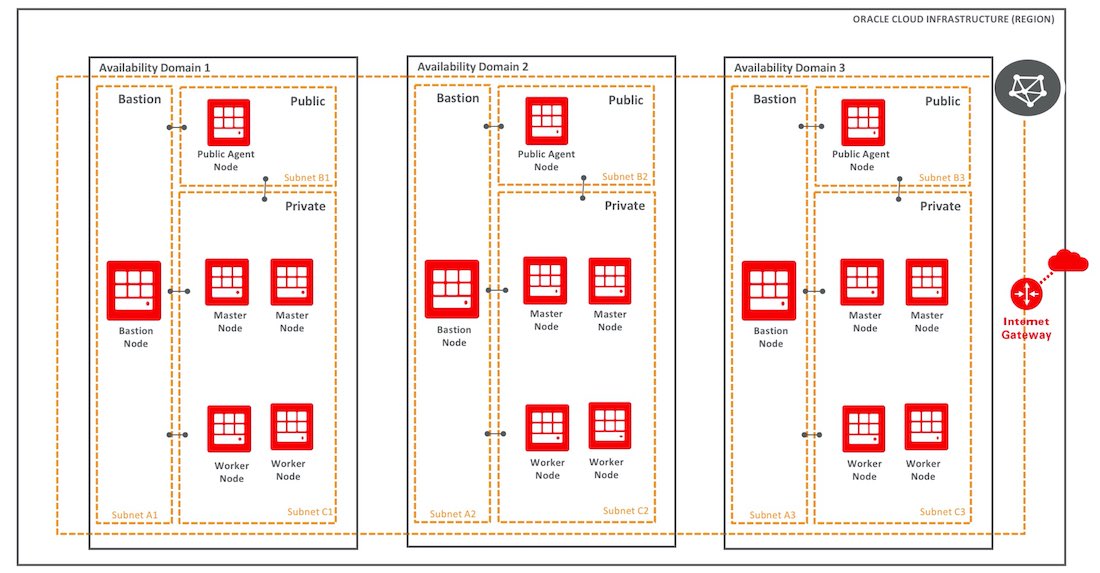 ORACLE CLOUD INFRASTRUCTURE (REGION)
Availability Domain 1
Bastion
Public
Public Agent
Node
Subnet B1
Private
Bastion
Node
Master
Node
Master
Node
Worker
Node
Worker
Node
Subnet A1
Subnet C1
Availability Domain 2
Bastion
Public
Public Agent
Node
Subnet B2
Private
Bastion
Node
Master
Node
Master
Node
Worker
Node
Worker
Node
Subnet A2
Subnet C2
Availability Domain 3
Bastion
Public
Public Agent
Node
Subnet B3
Private
Bastion
Node
Master
Node
Master
Node
Worker
Node
Worker
Node
Subnet A3
Subnet C3
Internet
Gateway